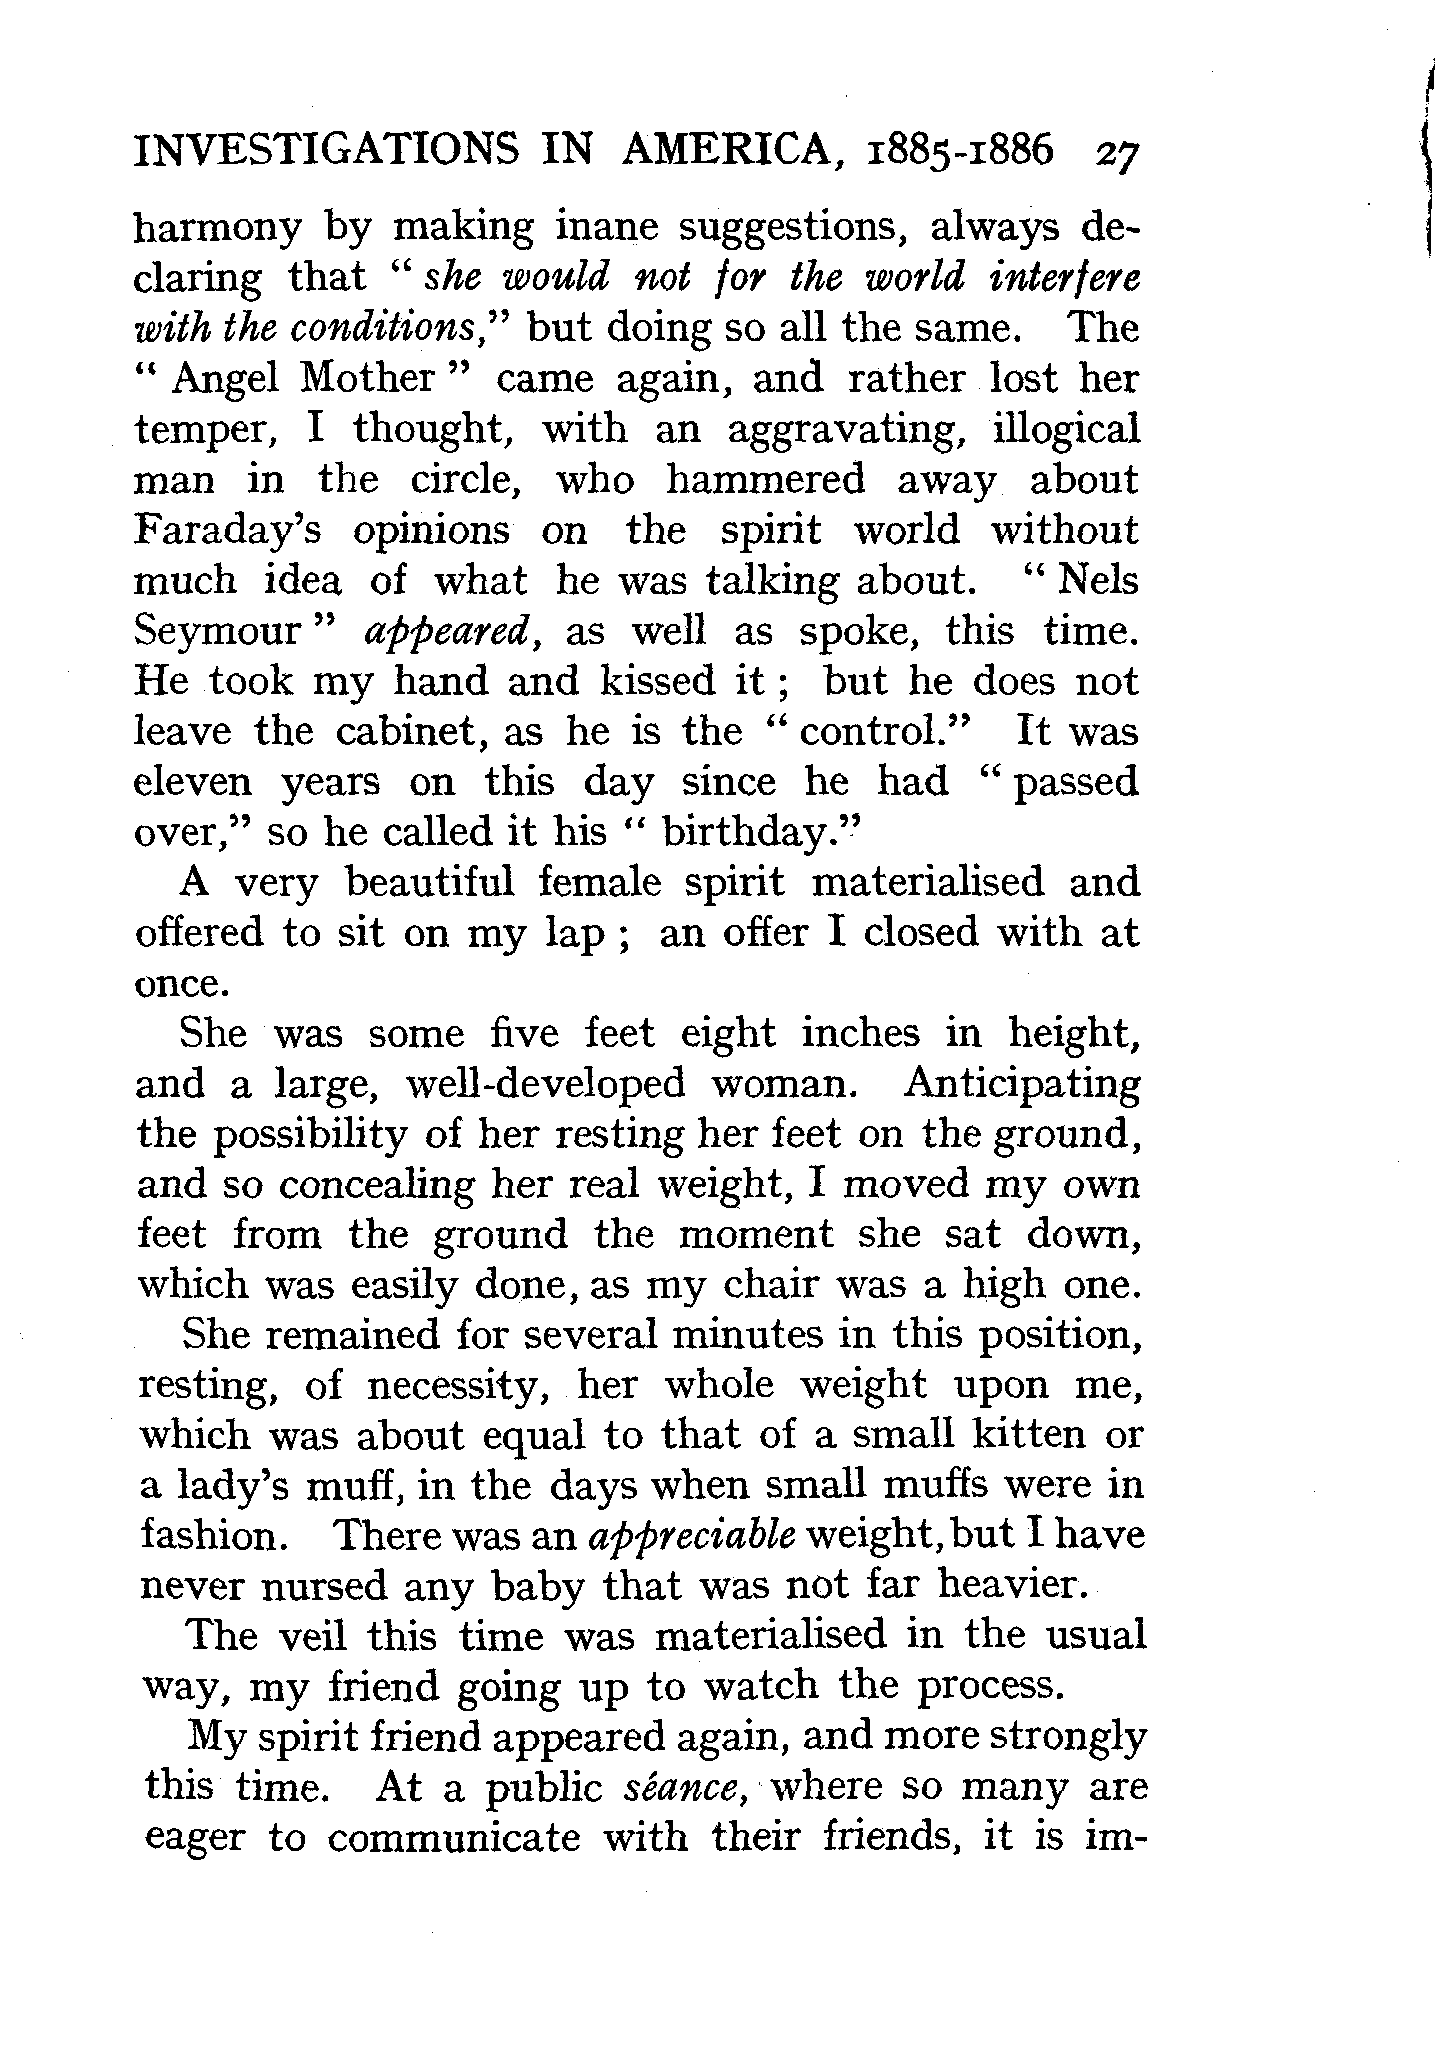 INVESTIGATIONS IN AMERICA, 1885-1886 27
harmony by making inane suggestions, always de-
claring that “ she would not for the world interfere
with the conditions,” but doing so all the same. The
“ Angel Mother ” came again, and rather lost her
temper, I thought, with an aggravating, illogical
man in the circle, who hammered away about
Faraday’s opinions on the spirit world without
much idea of what he was talking about. “ Nels
Seymour ” appeared, as well as spoke, this time.
He took my hand and kissed it ; but he does not
leave the cabinet, as he is the “ control.” It was
eleven years on this day since he had “ passed
over,” so he called it his “ birthday.”
A very beautiful female spirit materialised and
offered to sit on my lap ; an offer I closed with at
once.
She was some five feet eight inches in height,
and a large, well-developed woman. Anticipating
the possibility of her resting her feet on the ground,
and so concealing her real weight, I moved my own
feet from the ground the moment she sat down,
which was easily done, as my chair was a high one.
She remained for several minutes in this position,
resting, of necessity, her whole weight upon me,
which was about equal to that of a small kitten or
a lady’s muff, in the days when small muffs were in
fashion. There was an appreciable weight, but I have
never nursed any baby that was not far heavier.
The veil this time was materialised in the usual
way, my friend going up to watch the process.
My spirit friend appeared again, and more strongly
this time. At a public séance, where so many are
eager to communicate with their friends, it is im-